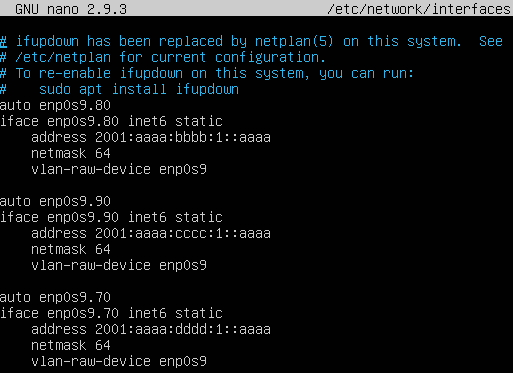 GNU nano 2.9.3 /etc/network/interfaces
# ifupdown has been replaced by netplan(5) on this system. See
# /etc/netplan for current configuration.
# To re-enable ifupdown on this system, you can run:
# sudo apt install ifupdown
auto enp0s9.80
iface enp0s9.80 inet6 static
address 2001:aaaa:bbbb:1::aaaa
netmask 64
vlan-raw-device enp0s9
auto enp0s9.90
iface enp0s9.90 inet6 static
address 2001:aaaa:cccc:1::aaaa
netmask 64
vlan-raw-device enp0s9
auto enp0s9.70
iface enp0s9.70 inet6 static
address 2001:aaaa:dddd:1::aaaa
netmask 64
vlan-raw-device enp0s9